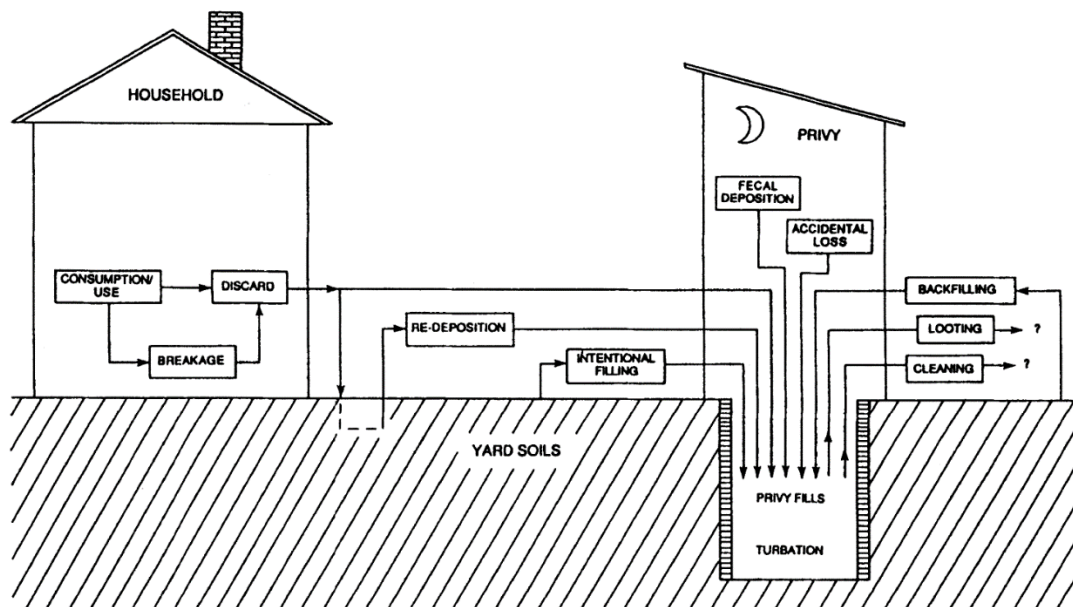 HOUSEHOLD
PRIVY
FECAL
DEPOSITION
ACCIDENTAL
LOSS
CONSUMPTION/
USE
DISCARD
BREAKAGE
BACKFILLING
RE-DEPOSITION
LOOTING
?
INTENTIONAL
FILLING
CLEANING
?
YARD SOILS
PRIVY FILLS
TURBATION